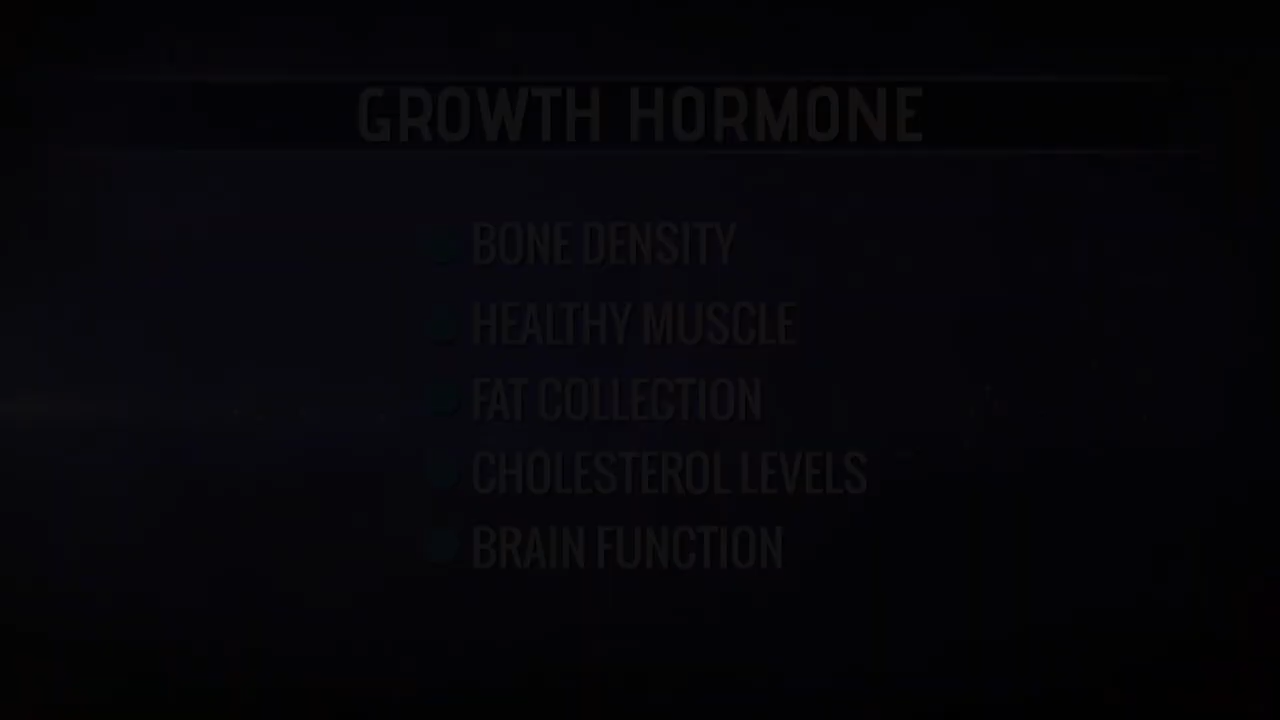 GROWTH HORMONE
BONE DENSITY
HEALTHY MUSCLE
FAT COLLECTION
CHOLESTEROL LEVELS
BRAIN FUNCTION